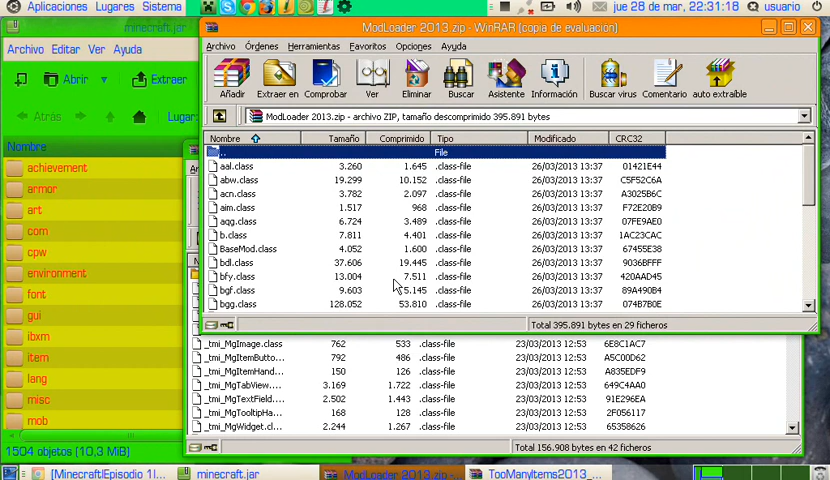 Aplicaciones Lugares Sistema
jue 28 de mar, 22:31:18 usuario
minecraft.jar
Archivo Editar Ver Ayuda
Abrir Extraer
Atrás Lugar:
Nombre
achievement
armor
art
com
cpw
environment
font
gui
ibxm
item
lang
misc
mob
1504 objetos (10,3 MiB)
ModLoader 2013.zip - WinRAR (copia de evaluación)
Archivo Órdenes Herramientas Favoritos Opciones Ayuda
Añadir Extraer en Comprobar Ver Eliminar Buscar Asistente Información Buscar virus Comentario auto extraíble
ModLoader 2013.zip - archivo ZIP, tamaño descomprimido 395.891 bytes
Nombre Tamaño Comprimido Tipo Modificado CRC32
.. File
aal.class 3.260 1.645 .class-file 26/03/2013 13:37 01421E44
abw.class 19.299 10.152 .class-file 26/03/2013 13:37 C5F52C6A
acn.class 3.782 2.097 .class-file 26/03/2013 13:37 A3025B6C
aim.class 1.517 968 .class-file 26/03/2013 13:37 F72E20B9
aqg.class 6.724 3.489 .class-file 26/03/2013 13:37 07FE9AE0
b.class 7.811 4.401 .class-file 26/03/2013 13:37 1AC23CAC
BaseMod.class 4.052 1.600 .class-file 26/03/2013 13:37 67455E38
bdl.class 37.606 19.445 .class-file 26/03/2013 13:37 9036BFFF
bfy.class 13.004 7.511 .class-file 26/03/2013 13:37 420AAD45
bgf.class 9.603 5.145 .class-file 26/03/2013 13:37 89A490B4
bgg.class 128.052 53.810 .class-file 26/03/2013 13:37 074B7B0E
Total 395.891 bytes en 29 ficheros
_tmi_MgImage.class 762 533 .class-file 23/03/2013 12:53 6E8C1AC7
_tmi_MgItemButto... 792 486 .class-file 23/03/2013 12:53 A5C00D62
_tmi_MgItemHand... 150 126 .class-file 23/03/2013 12:53 A835EDF9
_tmi_MgTabView.... 3.169 1.722 .class-file 23/03/2013 12:53 649C4AA0
_tmi_MgTextField.... 2.502 1.443 .class-file 23/03/2013 12:53 91E296EA
_tmi_MgTooltipHa... 168 128 .class-file 23/03/2013 12:53 2F056117
_tmi_MgWidget.cl... 2.244 1.267 .class-file 23/03/2013 12:53 65358626
Total 156.908 bytes en 42 ficheros
[Minecraft|Episodio 1|... minecraft.jar ModLoader 2013.zip -... TooManyItems2013_...